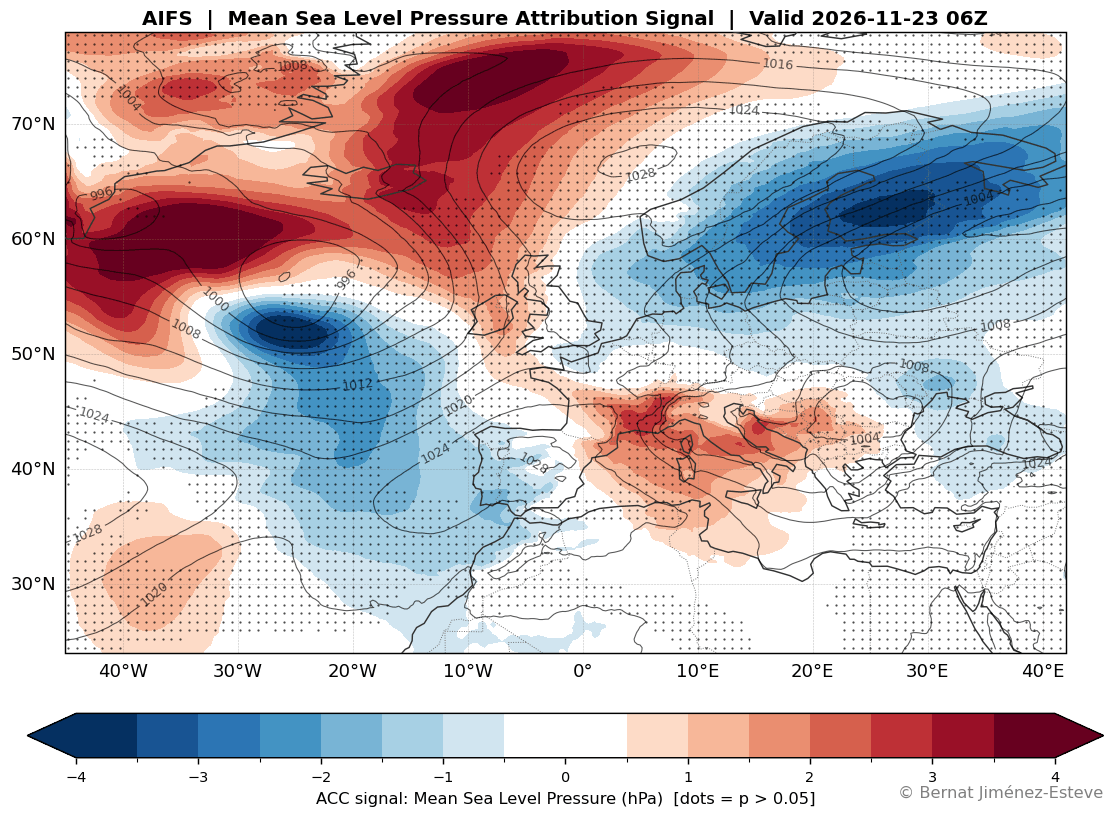 AIFS | Mean Sea Level Pressure Attribution Signal | Valid 2026-11-23 06Z
1008
1016
1004
1024
70°N
1028
996
1004
60°N
996
1000
1008
1008
50°N
1008
1012
1020
1024
1004
1024
1028
1024
40°N
1028
1020
30°N
40°W 30°W 20°W 10°W 0° 10°E 20°E 30°E 40°E
−4 −3 −2 −1 0 1 2 3 4
ACC signal: Mean Sea Level Pressure (hPa) [dots = p > 0.05]
© Bernat Jiménez-Esteve